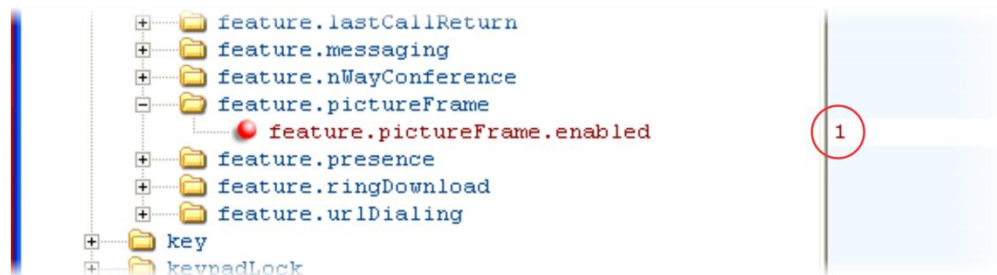 feature.lastCallReturn
feature.messaging
feature.nWayConference
feature.pictureFrame
feature.pictureFrame.enabled 1
feature.presence
feature.ringDownload
feature.urlDialing
key
keypadLock